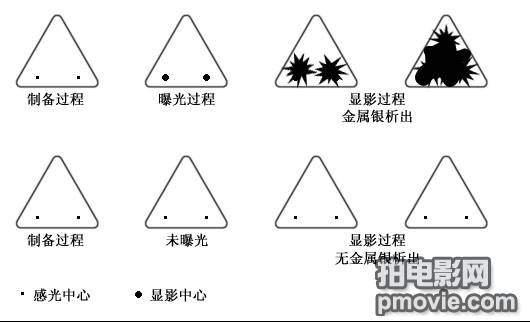 制备过程
曝光过程
显影过程
金属银析出
制备过程
未曝光
显影过程
无金属银析出
感光中心
显影中心
拍电影网
pmovie.com